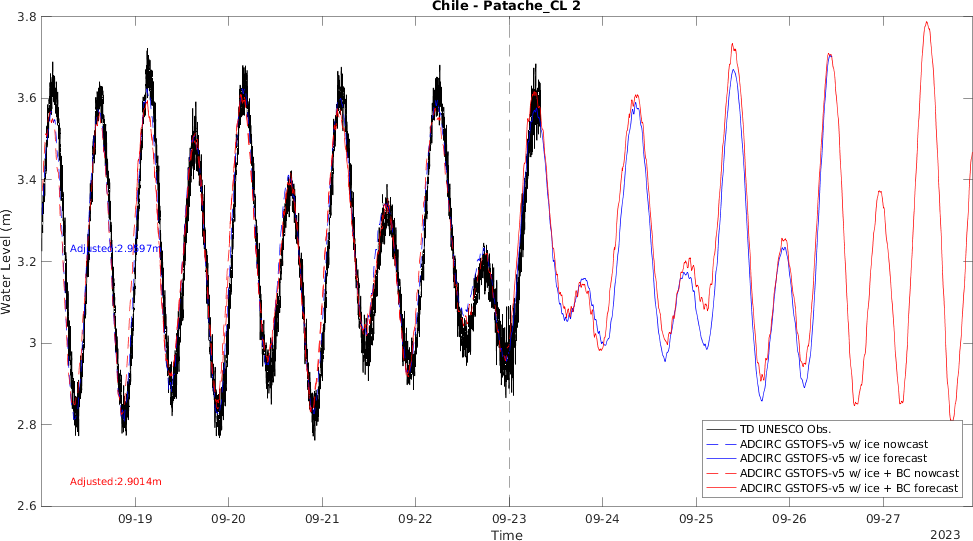 Chile - Patache_CL 2
3.8
3.6
3.4
3.2
3
2.8
2.6
Water Level (m)
Adjusted:2.9597m
Adjusted:2.9014m
TD UNESCO Obs.
ADCIRC GSTOFS-v5 w/ ice nowcast
ADCIRC GSTOFS-v5 w/ ice forecast
ADCIRC GSTOFS-v5 w/ ice + BC nowcast
ADCIRC GSTOFS-v5 w/ ice + BC forecast
09-19 09-20 09-21 09-22 09-23 09-24 09-25 09-26 09-27
Time
2023